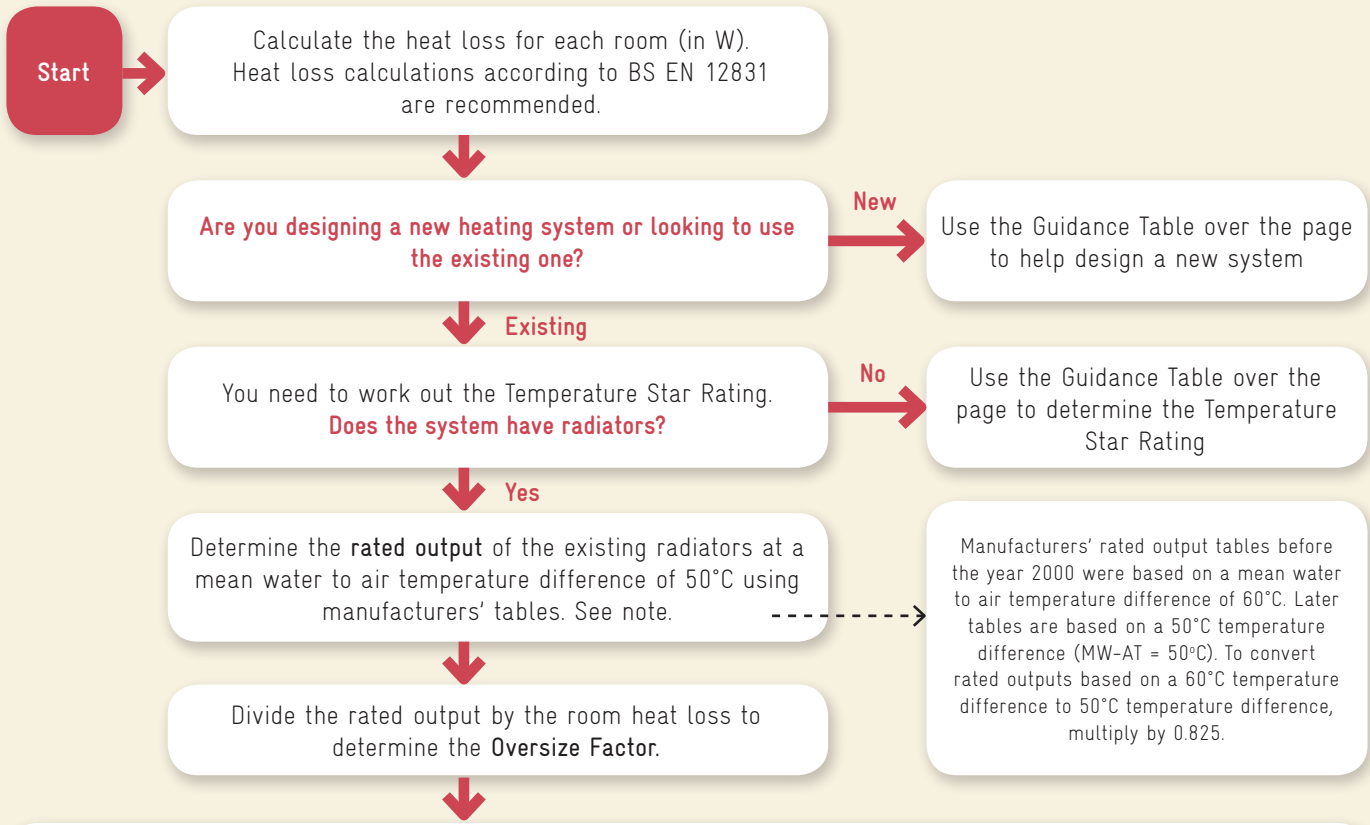 Start
Calculate the heat loss for each room (in W).
Heat loss calculations according to BS EN 12831
are recommended.
Are you designing a new heating system or looking to use
the existing one?
New
Use the Guidance Table over the page
to help design a new system
Existing
You need to work out the Temperature Star Rating.
Does the system have radiators?
No
Use the Guidance Table over the
page to determine the Temperature
Star Rating
Yes
Determine the rated output of the existing radiators at a
mean water to air temperature difference of 50°C using
manufacturers' tables. See note.
Manufacturers' rated output tables before
the year 2000 were based on a mean water
to air temperature difference of 60°C. Later
tables are based on a 50°C temperature
difference (MW-AT = 50°C). To convert
rated outputs based on a 60°C temperature
difference to 50°C temperature difference,
multiply by 0.825.
Divide the rated output by the room heat loss to
determine the Oversize Factor.